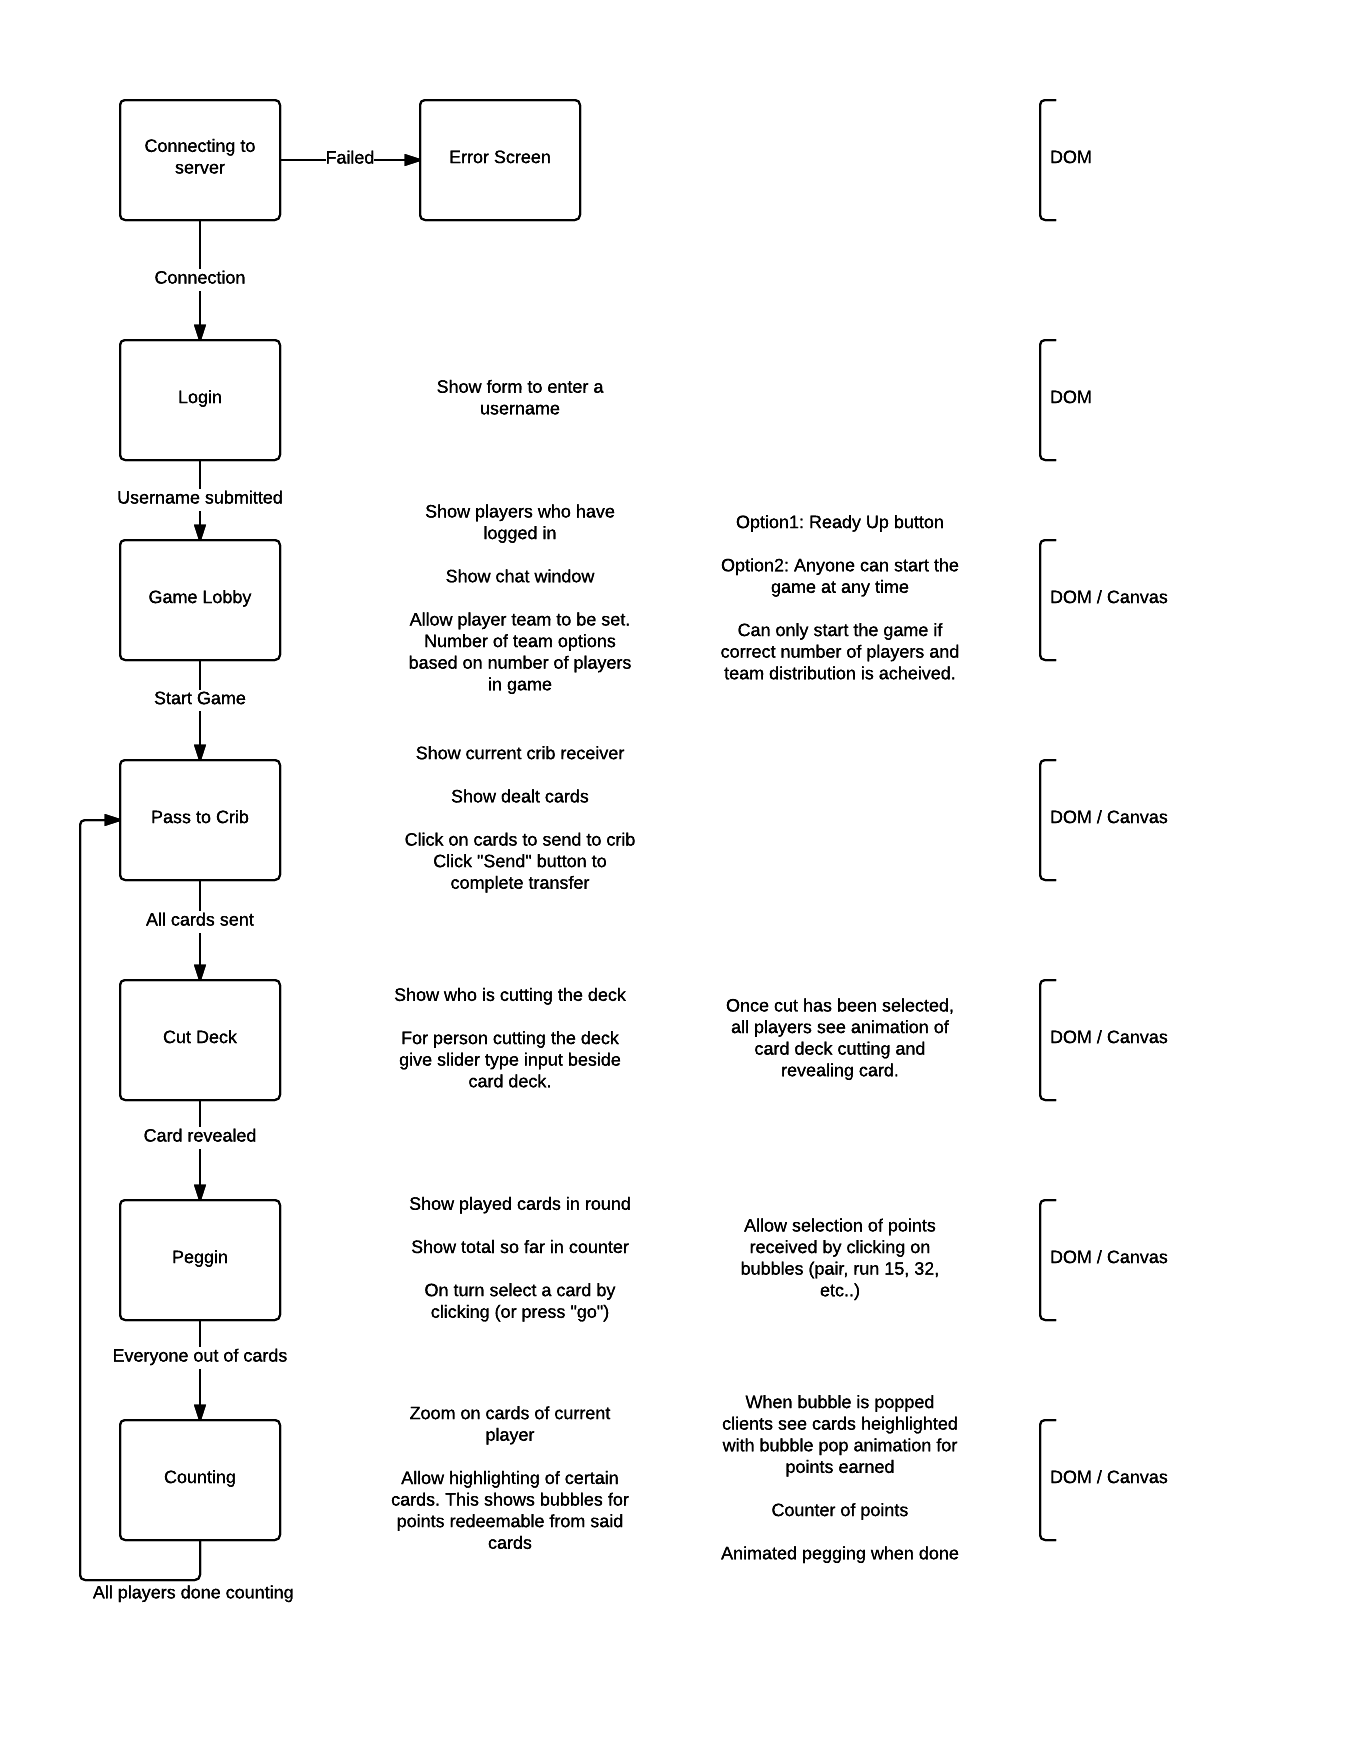 Connecting to
server
Failed
Error Screen
DOM
Connection
Login
Show form to enter a
username
DOM
Username submitted
Game Lobby
Show players who have
logged in
Show chat window
Allow player team to be set.
Number of team options
based on number of players
in game
Option1: Ready Up button
Option2: Anyone can start the
game at any time
Can only start the game if
correct number of players and
team distribution is acheived.
DOM / Canvas
Start Game
Pass to Crib
Show current crib receiver
Show dealt cards
Click on cards to send to crib
Click "Send" button to
complete transfer
DOM / Canvas
All cards sent
Cut Deck
Show who is cutting the deck
For person cutting the deck
give slider type input beside
card deck.
Once cut has been selected,
all players see animation of
card deck cutting and
revealing card.
DOM / Canvas
Card revealed
Peggin
Show played cards in round
Show total so far in counter
On turn select a card by
clicking (or press "go")
Allow selection of points
received by clicking on
bubbles (pair, run 15, 32,
etc..)
DOM / Canvas
Everyone out of cards
Counting
Zoom on cards of current
player
Allow highlighting of certain
cards. This shows bubbles for
points redeemable from said
cards
When bubble is popped
clients see cards heighlighted
with bubble pop animation for
points earned
Counter of points
Animated pegging when done
DOM / Canvas
All players done counting